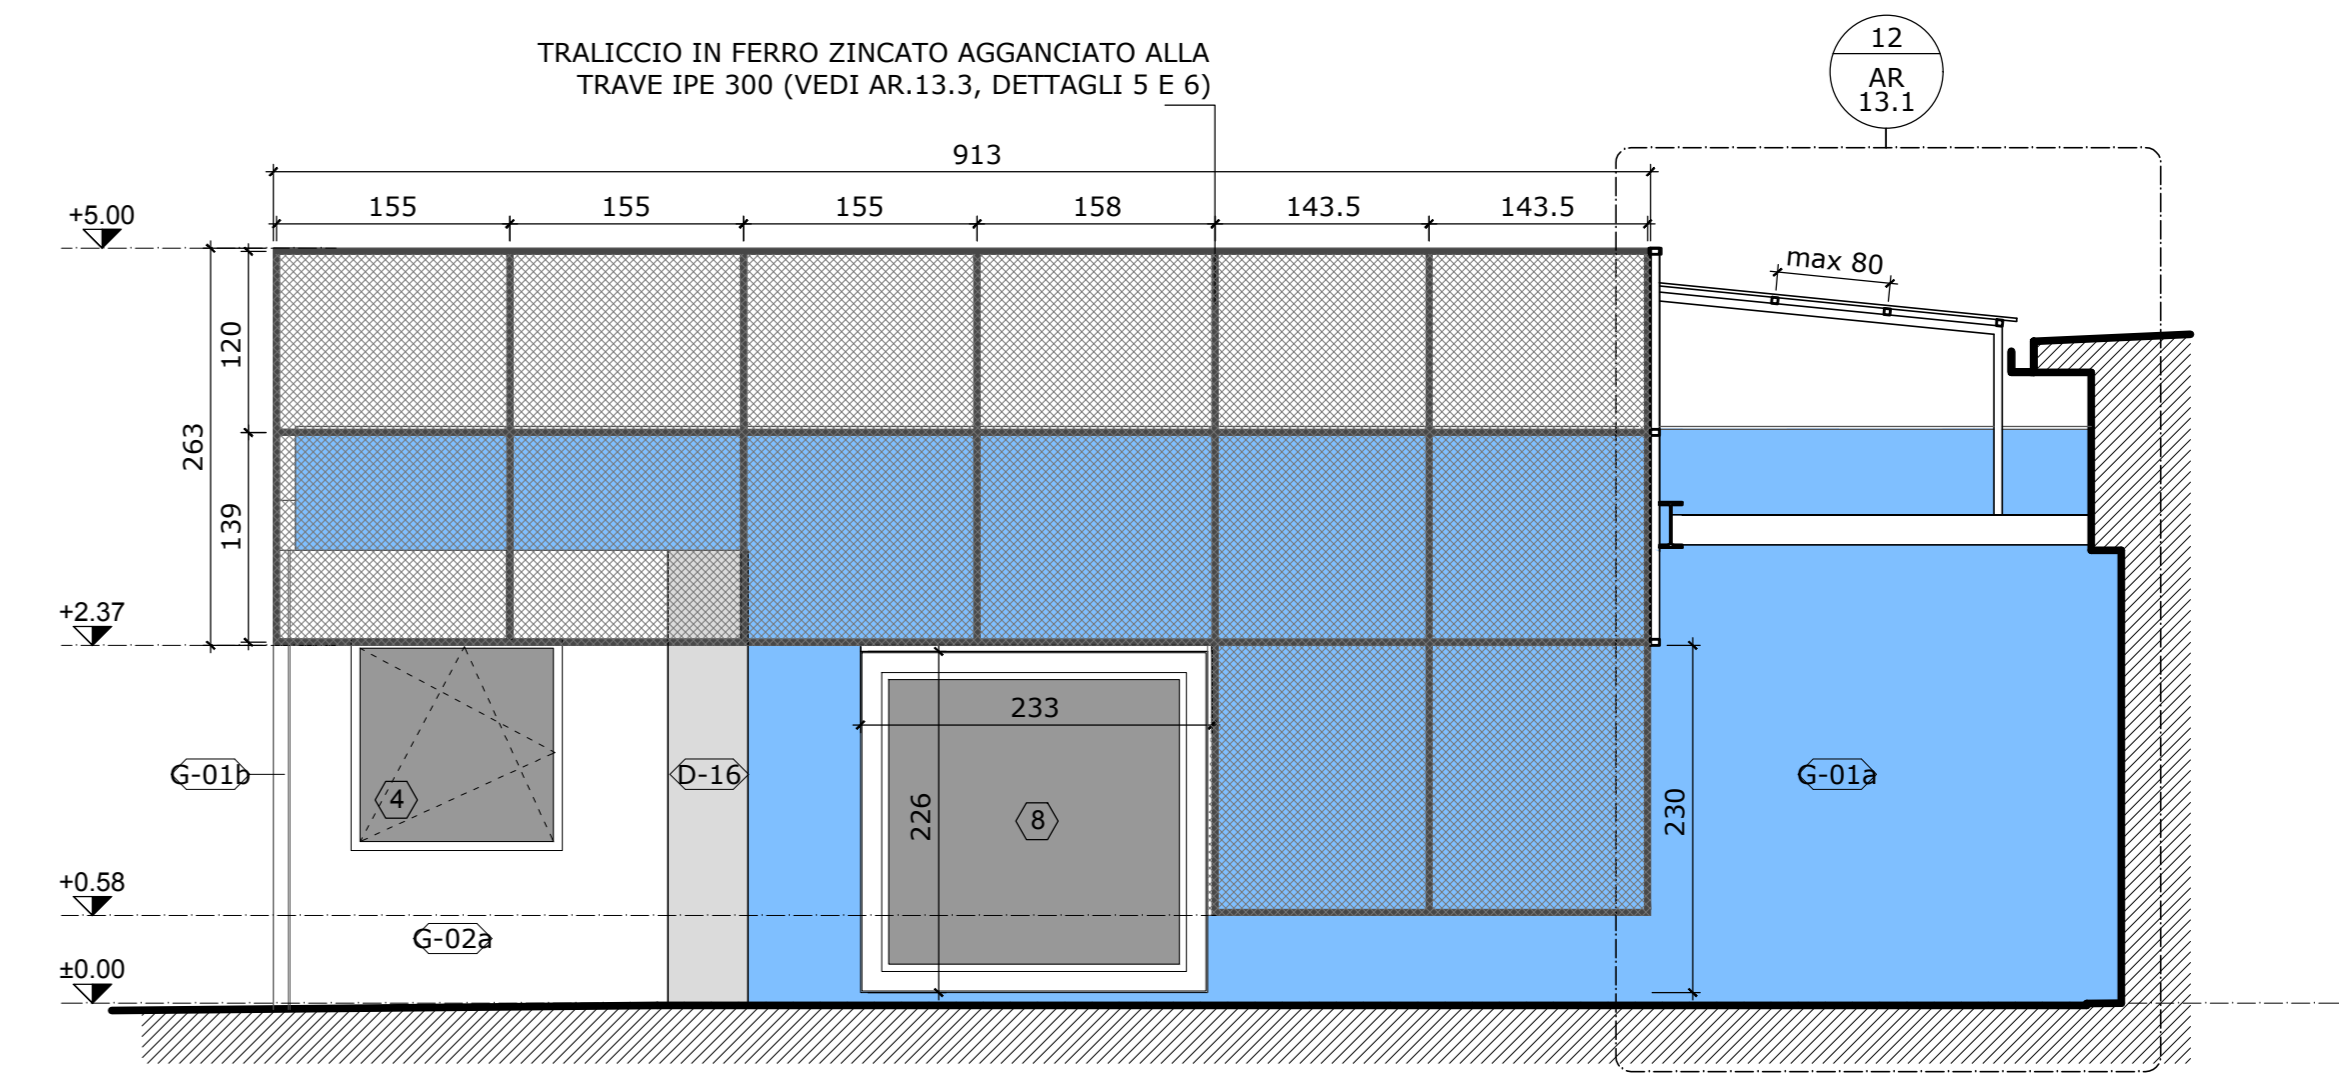 TRALICCIO IN FERRO ZINCATO AGGANCIATO ALLA
TRAVE IPE 300 (VEDI AR.13.3, DETTAGLI 5 E 6)
12
AR
13.1
913
155
155
155
158
143.5
143.5
+5.00
max 80
120
263
139
+2.37
233
G-01b
4
D-16
226
8
230
G-01a
+0.58
G-02a
±0.00